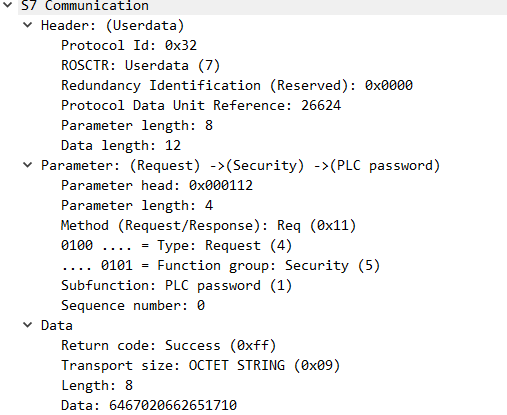 S7 Communication
Header: (Userdata)
Protocol Id: 0x32
ROSCTR: Userdata (7)
Redundancy Identification (Reserved): 0x0000
Protocol Data Unit Reference: 26624
Parameter length: 8
Data length: 12
Parameter: (Request) ->(Security) ->(PLC password)
Parameter head: 0x000112
Parameter length: 4
Method (Request/Response): Req (0x11)
0100 .... = Type: Request (4)
.... 0101 = Function group: Security (5)
Subfunction: PLC password (1)
Sequence number: 0
Data
Return code: Success (0xff)
Transport size: OCTET STRING (0x09)
Length: 8
Data: 6467020662651710